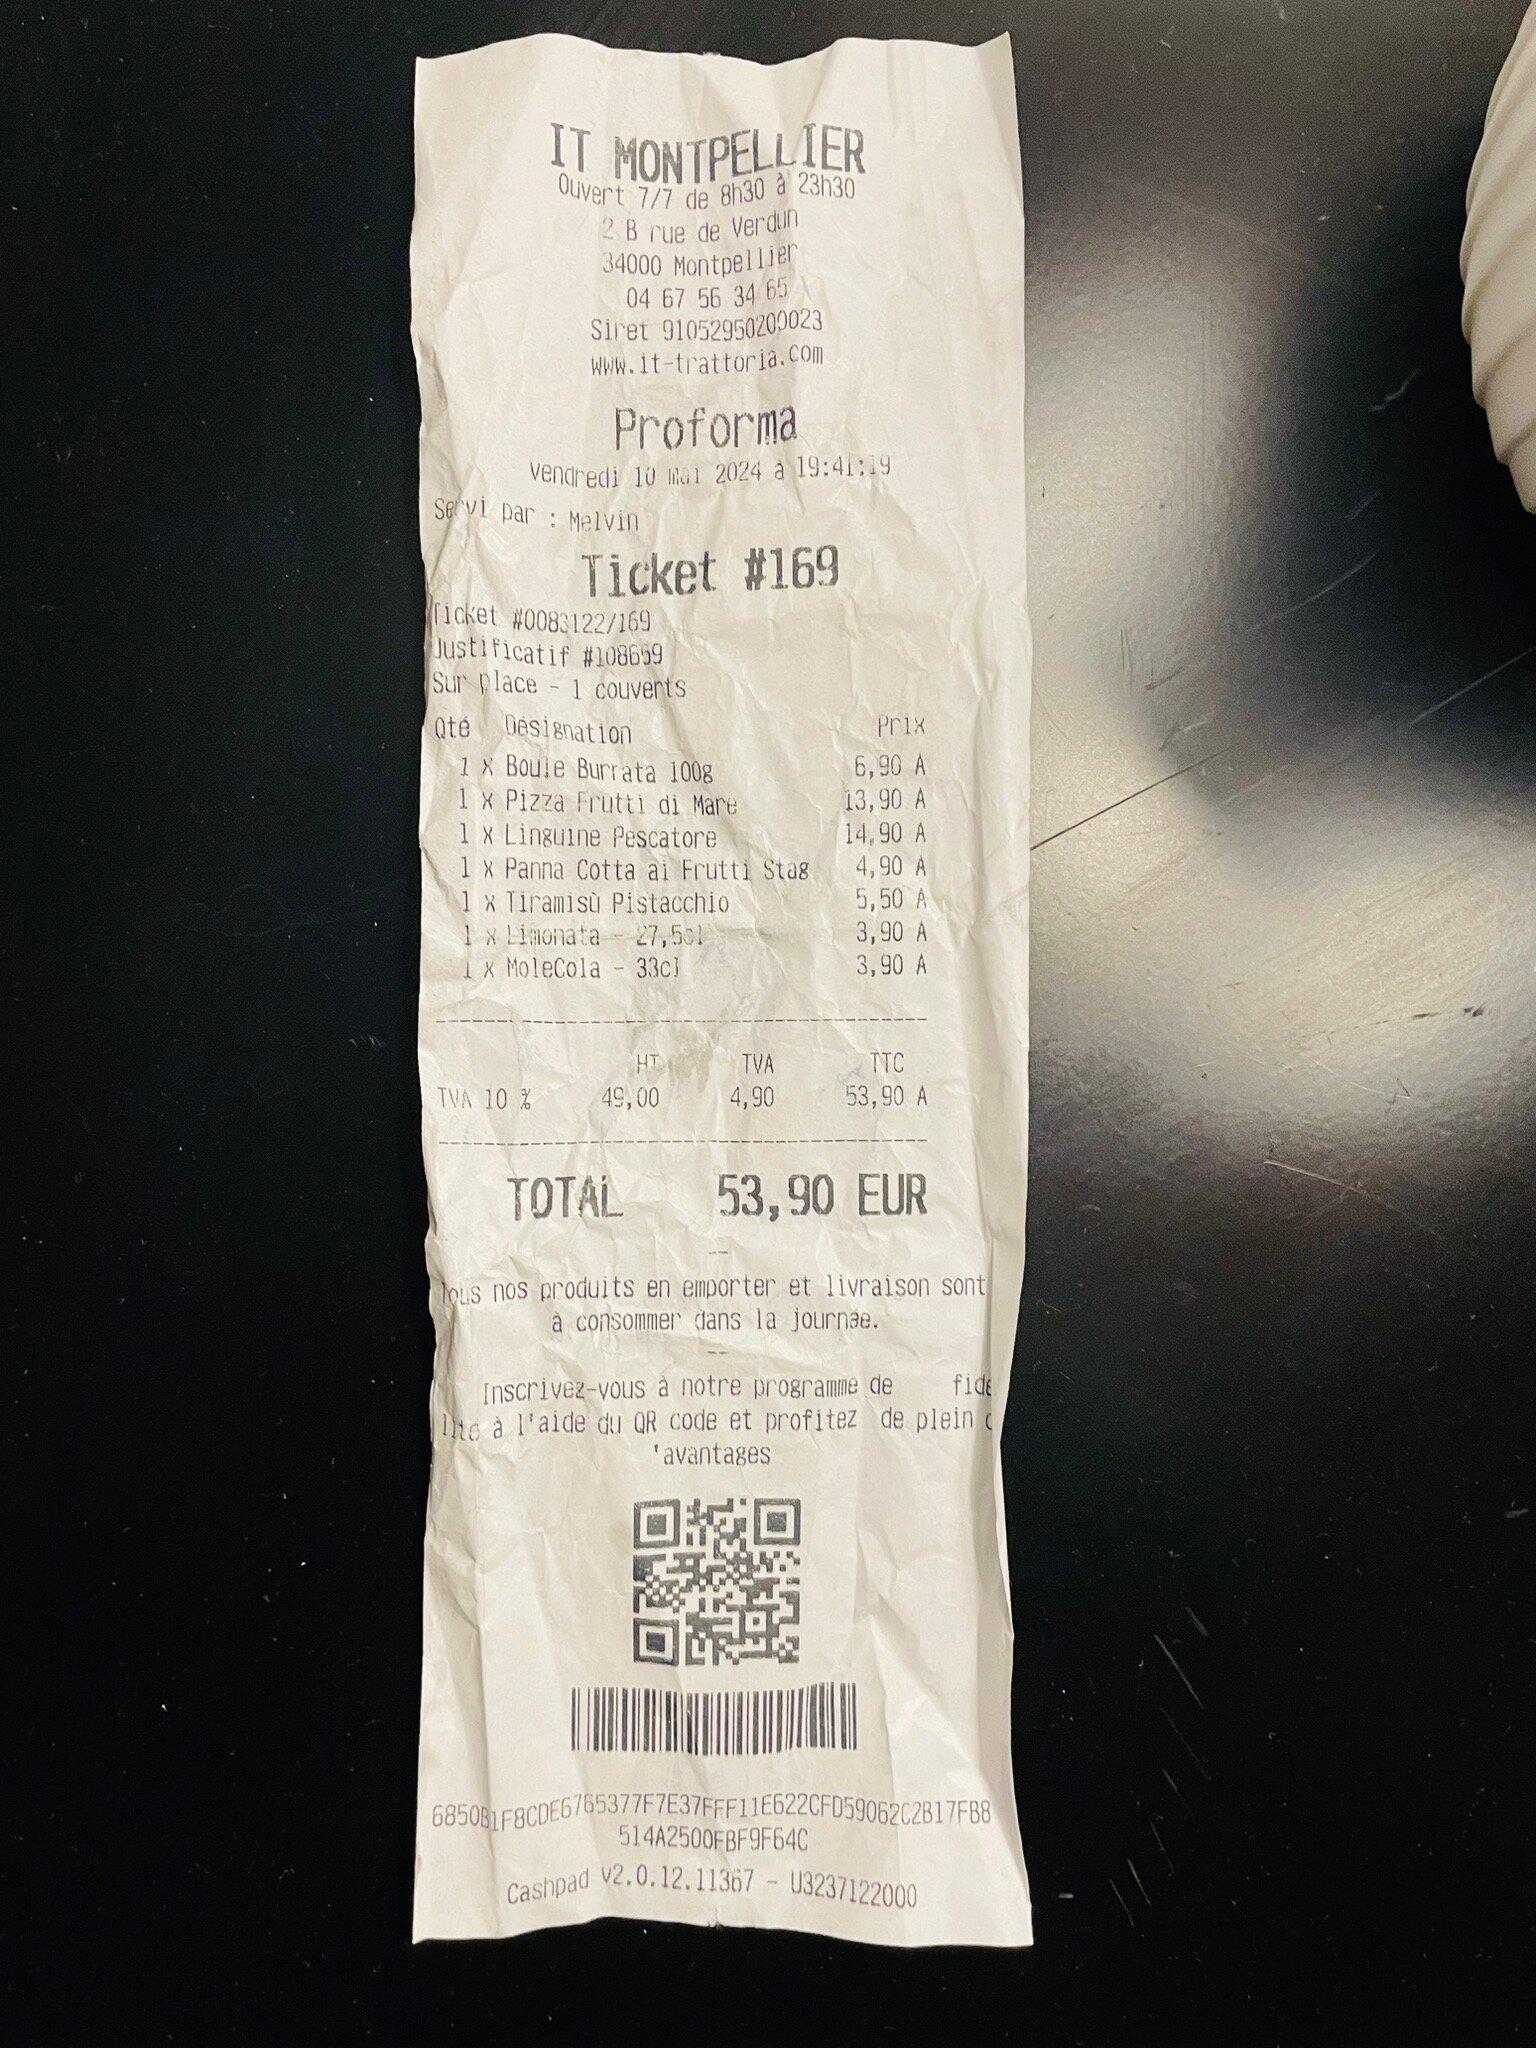 IT MONTPELLIER
Ouvert 7/7 de 8h30 à 23h30
2 B rue de Verdun
34000 Montpellier
04 67 56 34 65
Siret 91052950200023
www.it-trattoria.com
Proforma
Vendredi 10 mai 2024 à 19:41:19
Servi par : Melvin
Ticket #169
Ticket #0083122/169
Justificatif #108659
Sur place - 1 couverts
Qté Désignation Prix
1 x Boule Burrata 100g 6,90 A
1 x Pizza Frutti di Mare 13,90 A
1 x Linguine Pescatore 14,90 A
1 x Panna Cotta ai Frutti Stag 4,90 A
1 x Tiramisù Pistacchio 5,50 A
1 x Limonata - 27,5cl 3,90 A
1 x MoleCola - 33cl 3,90 A
HT TVA TTC
TVA 10 % 49,00 4,90 53,90 A
TOTAL 53,90 EUR
--
Tous nos produits en emporter et livraison sont
à consommer dans la journée.
--
Inscrivez-vous à notre programme de fidé
lité à l'aide du QR code et profitez de plein d
'avantages
6850B1F8CDE6765377F7E37FFF11E622CFD59062C2B17FB8
514A2500FBF9F64C
Cashpad v2.0.12.11367 - U3237122000